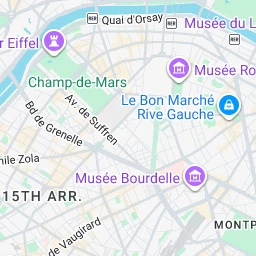 Quai d'Orsay
Musée du L
r Eiffel
Champ-de-Mars
Musée Ro
Le Bon Marché
Rive Gauche
Av. de Suffren
Bd de Grenelle
mile Zola
Musée Bourdelle
15TH ARR.
MONTP
de Vaugirard